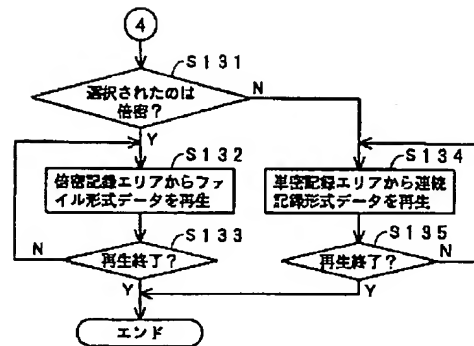 4
S131
選択されたのは
倍密?
N
Y
S132
倍密記録エリアからファ
イル形式データを再生
S134
単密記録エリアから連続
記録形式データを再生
S133
再生終了?
N
Y
S135
再生終了?
N
Y
エンド